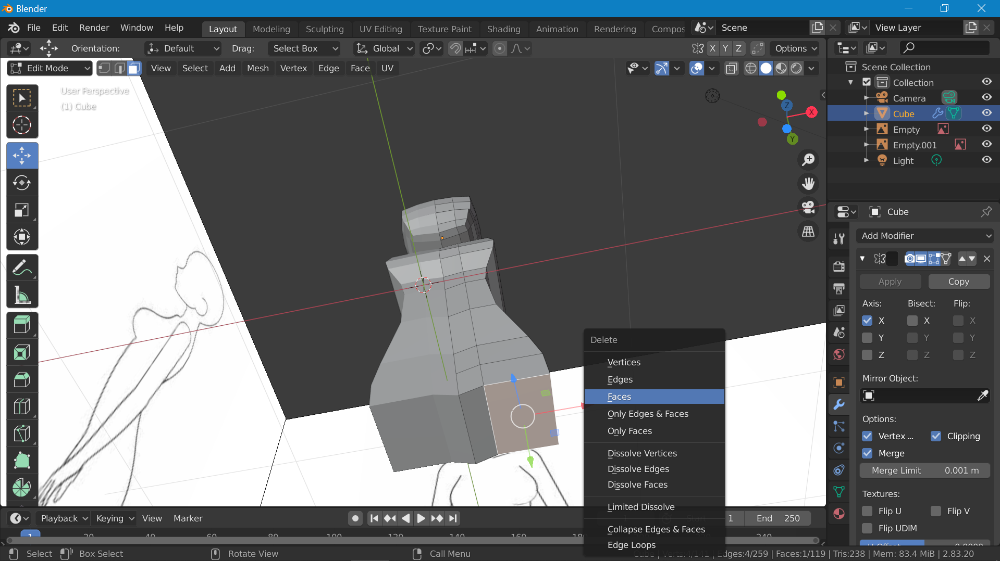 Blender
File Edit Render Window Help
Layout Modeling Sculpting UV Editing Texture Paint Shading Animation Rendering Compos
Scene
View Layer
Orientation: Default Drag: Select Box Global
X Y Z Options
Edit Mode View Select Add Mesh Vertex Edge Face UV
User Perspective
(1) Cube
Z
X
Y
Scene Collection
Collection
Camera
Cube
Empty
Empty.001
Light
Cube
Add Modifier
Apply Copy
Axis: Bisect: Flip:
X X X
Y Y Y
Z Z Z
Mirror Object:
Options:
Vertex ... Clipping
Merge
Merge Limit 0.001 m
Textures:
Flip U Flip V
Flip UDIM
Delete
Vertices
Edges
Faces
Only Edges & Faces
Only Faces
Dissolve Vertices
Dissolve Edges
Dissolve Faces
Limited Dissolve
Collapse Edges & Faces
Edge Loops
Playback Keying View Marker
1 Start 1 End 250
1 20 40 60 80 100 120 140 160 180 240
Select Box Select Rotate View Call Menu
Cube | Verts:4/141 | Edges:4/259 | Faces:1/119 | Tris:238 | Mem: 83.4 MiB | 2.83.20